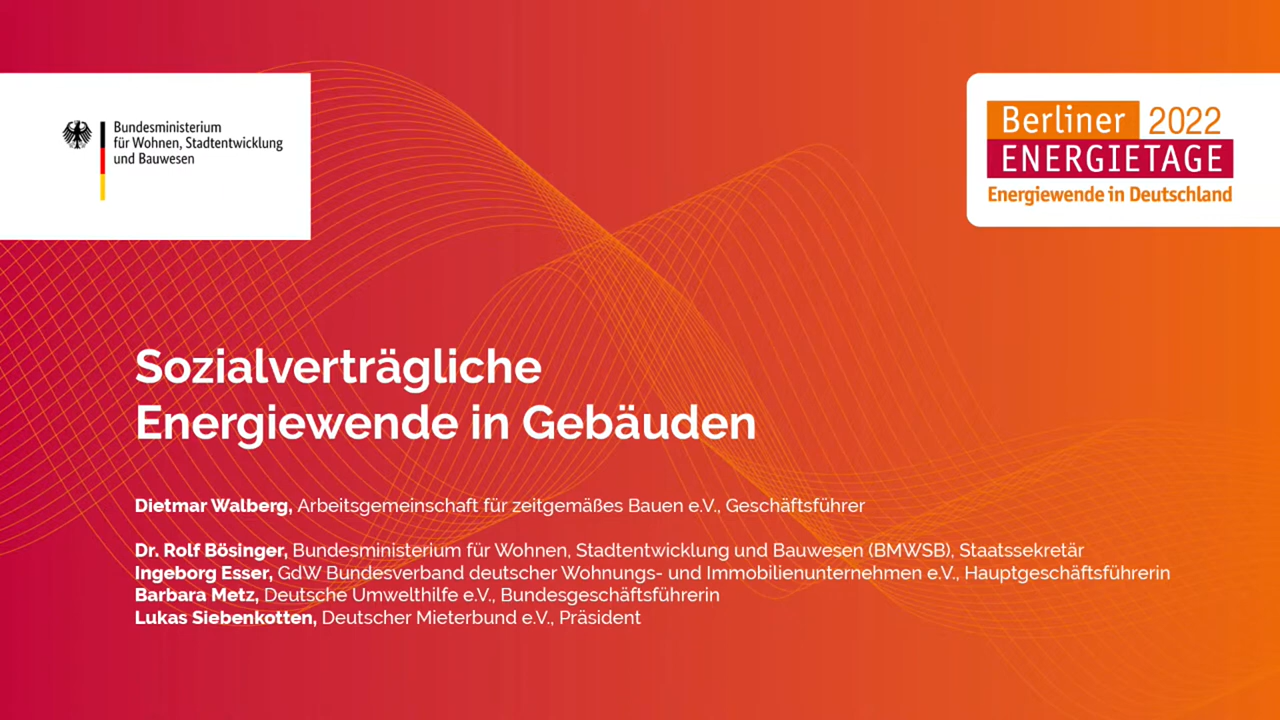 Bundesministerium
für Wohnen, Stadtentwicklung
und Bauwesen
Berliner 2022
ENERGIETAGE
Energiewende in Deutschland
Sozialverträgliche
Energiewende in Gebäuden
Dietmar Walberg, Arbeitsgemeinschaft für zeitgemäßes Bauen e.V., Geschäftsführer
Dr. Rolf Bösinger, Bundesministerium für Wohnen, Stadtentwicklung und Bauwesen (BMWSB), Staatssekretär
Ingeborg Esser, GdW Bundesverband deutscher Wohnungs- und Immobilienunternehmen e.V., Hauptgeschäftsführerin
Barbara Metz, Deutsche Umwelthilfe e.V., Bundesgeschäftsführerin
Lukas Siebenkotten, Deutscher Mieterbund e.V., Präsident